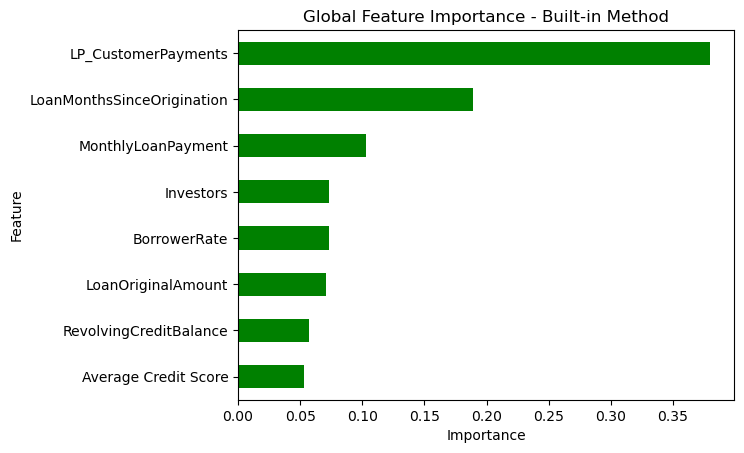 Global Feature Importance - Built-in Method
LP_CustomerPayments
LoanMonthsSinceOrigination
MonthlyLoanPayment
Investors
BorrowerRate
LoanOriginalAmount
RevolvingCreditBalance
Average Credit Score
Feature
0.00 0.05 0.10 0.15 0.20 0.25 0.30 0.35
Importance